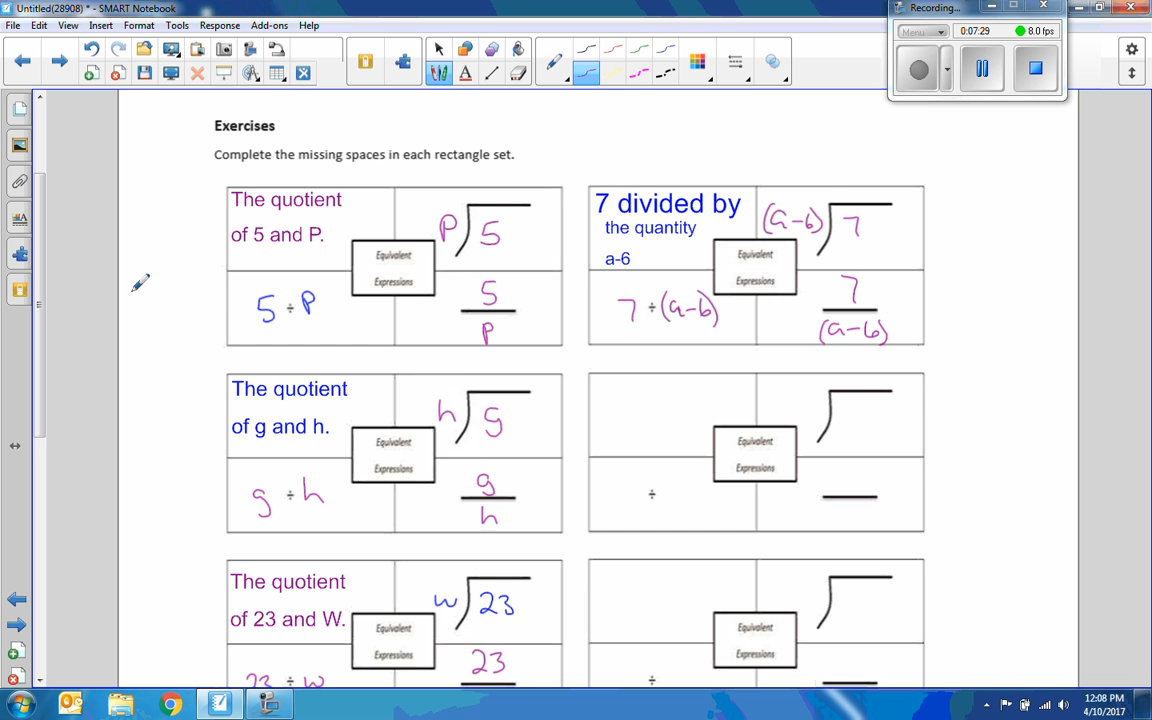 Untitled(28908) * - SMART Notebook
File Edit View Insert Format Tools Response Add-ons Help
Recording...
Menu 0:07:29 8.0 fps
Exercises
Complete the missing spaces in each rectangle set.
The quotient
of 5 and P.
P 5
Equivalent
Expressions
5 ÷ P
5
P
7 divided by
the quantity
a-6
(a-6) 7
Equivalent
Expressions
7 ÷ (a-6)
7
(a-6)
The quotient
of g and h.
h g
Equivalent
Expressions
g ÷ h
g
h
Equivalent
Expressions
÷
The quotient
of 23 and W.
w 23
Equivalent
Expressions
23 ÷ w
23
Equivalent
Expressions
÷
12:08 PM
4/10/2017